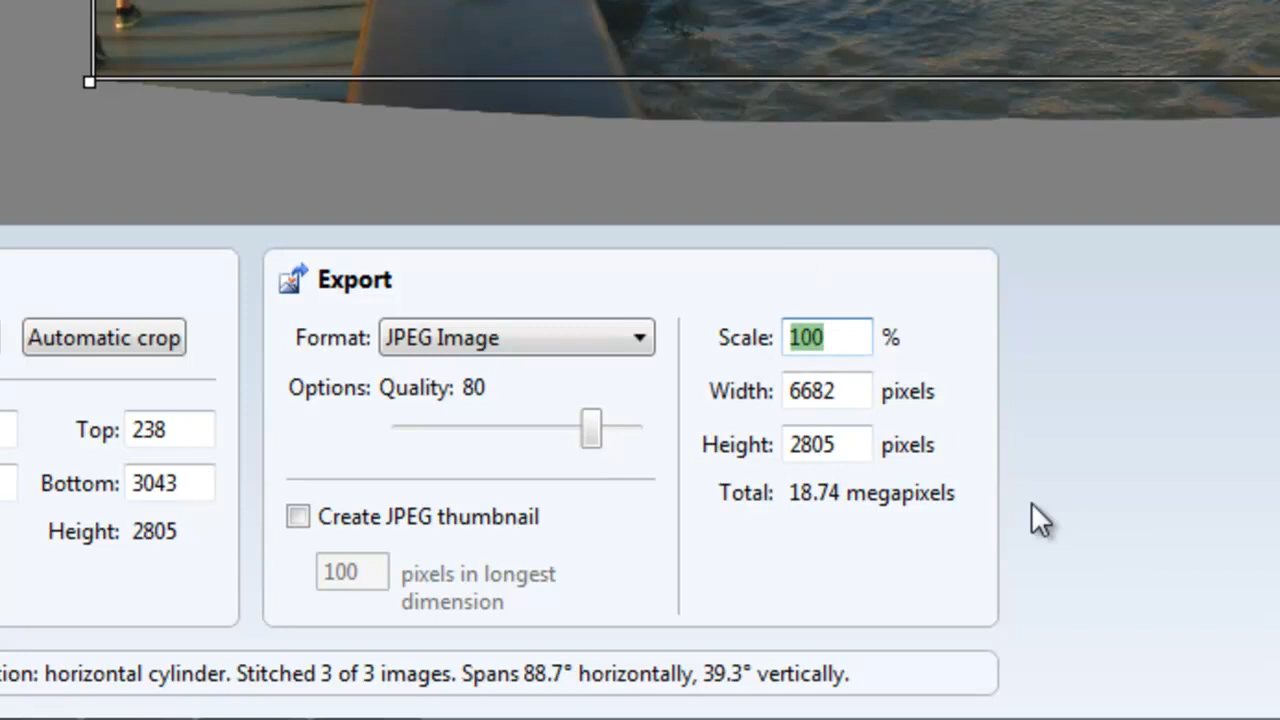 Export
Automatic crop
Format: JPEG Image
Scale: 100 %
Options: Quality: 80
Width: 6682 pixels
Top: 238
Height: 2805 pixels
Bottom: 3043
Total: 18.74 megapixels
Height: 2805
Create JPEG thumbnail
100 pixels in longest
dimension
horizontal cylinder. Stitched 3 of 3 images. Spans 88.7° horizontally, 39.3° vertically.